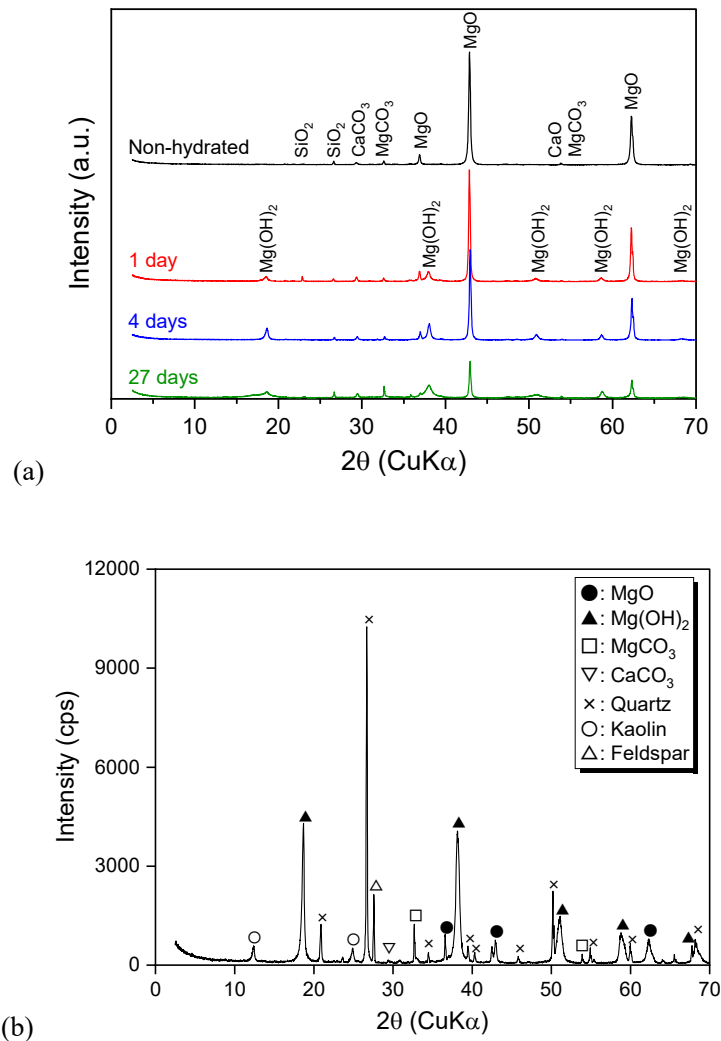 MgO
SiO₂
SiO₂
CaCO₃
MgCO₃
MgO
CaO
MgCO₃
MgO
Non-hydrated
Mg(OH)₂
Mg(OH)₂
Mg(OH)₂
Mg(OH)₂
Mg(OH)₂
1 day
4 days
27 days
Intensity (a.u.)
0 10 20 30 40 50 60 70
2θ (CuKα)
(a)
12000
9000
6000
3000
0
Intensity (cps)
●: MgO
▲: Mg(OH)₂
□: MgCO₃
▽: CaCO₃
×: Quartz
○: Kaolin
△: Feldspar
0 10 20 30 40 50 60 70
2θ (CuKα)
(b)